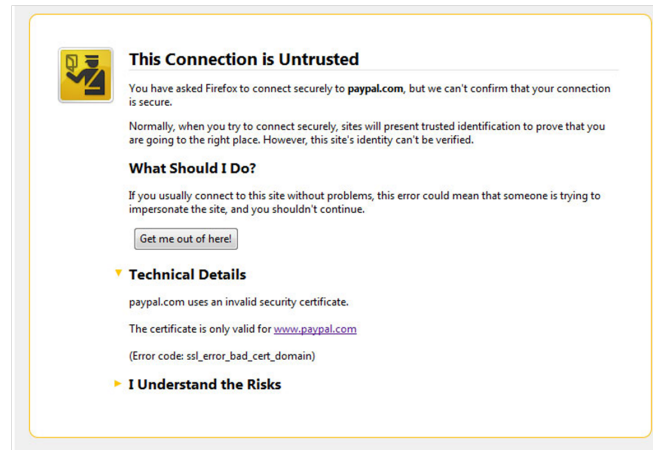 This Connection is Untrusted
You have asked Firefox to connect securely to paypal.com, but we can't confirm that your connection
is secure.
Normally, when you try to connect securely, sites will present trusted identification to prove that you
are going to the right place. However, this site's identity can't be verified.
What Should I Do?
If you usually connect to this site without problems, this error could mean that someone is trying to
impersonate the site, and you shouldn't continue.
Get me out of here!
Technical Details
paypal.com uses an invalid security certificate.
The certificate is only valid for www.paypal.com
(Error code: ssl_error_bad_cert_domain)
I Understand the Risks